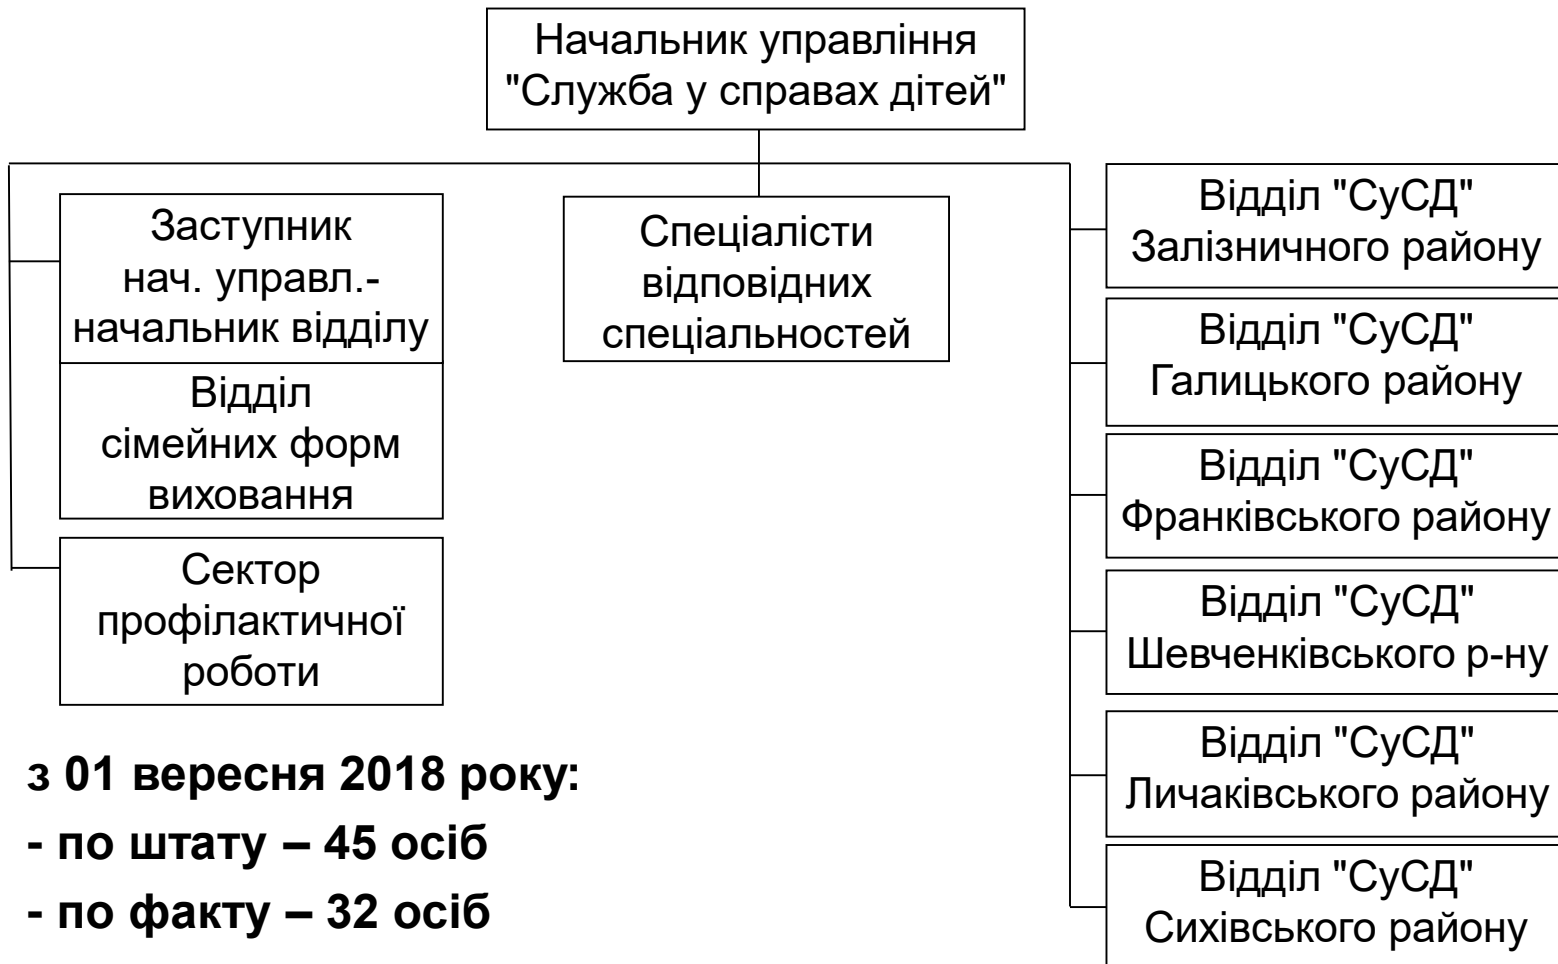 Начальник управління
"Служба у справах дітей"
Заступник
нач. управл.-
начальник відділу
Відділ
сімейних форм
виховання
Сектор
профілактичної
роботи
Спеціалісти
відповідних
спеціальностей
Відділ "СуСД"
Залізничного району
Відділ "СуСД"
Галицького району
Відділ "СуСД"
Франківського району
Відділ "СуСД"
Шевченківського р-ну
Відділ "СуСД"
Личаківського району
Відділ "СуСД"
Сихівського району
з 01 вересня 2018 року:
- по штату – 45 осіб
- по факту – 32 осіб